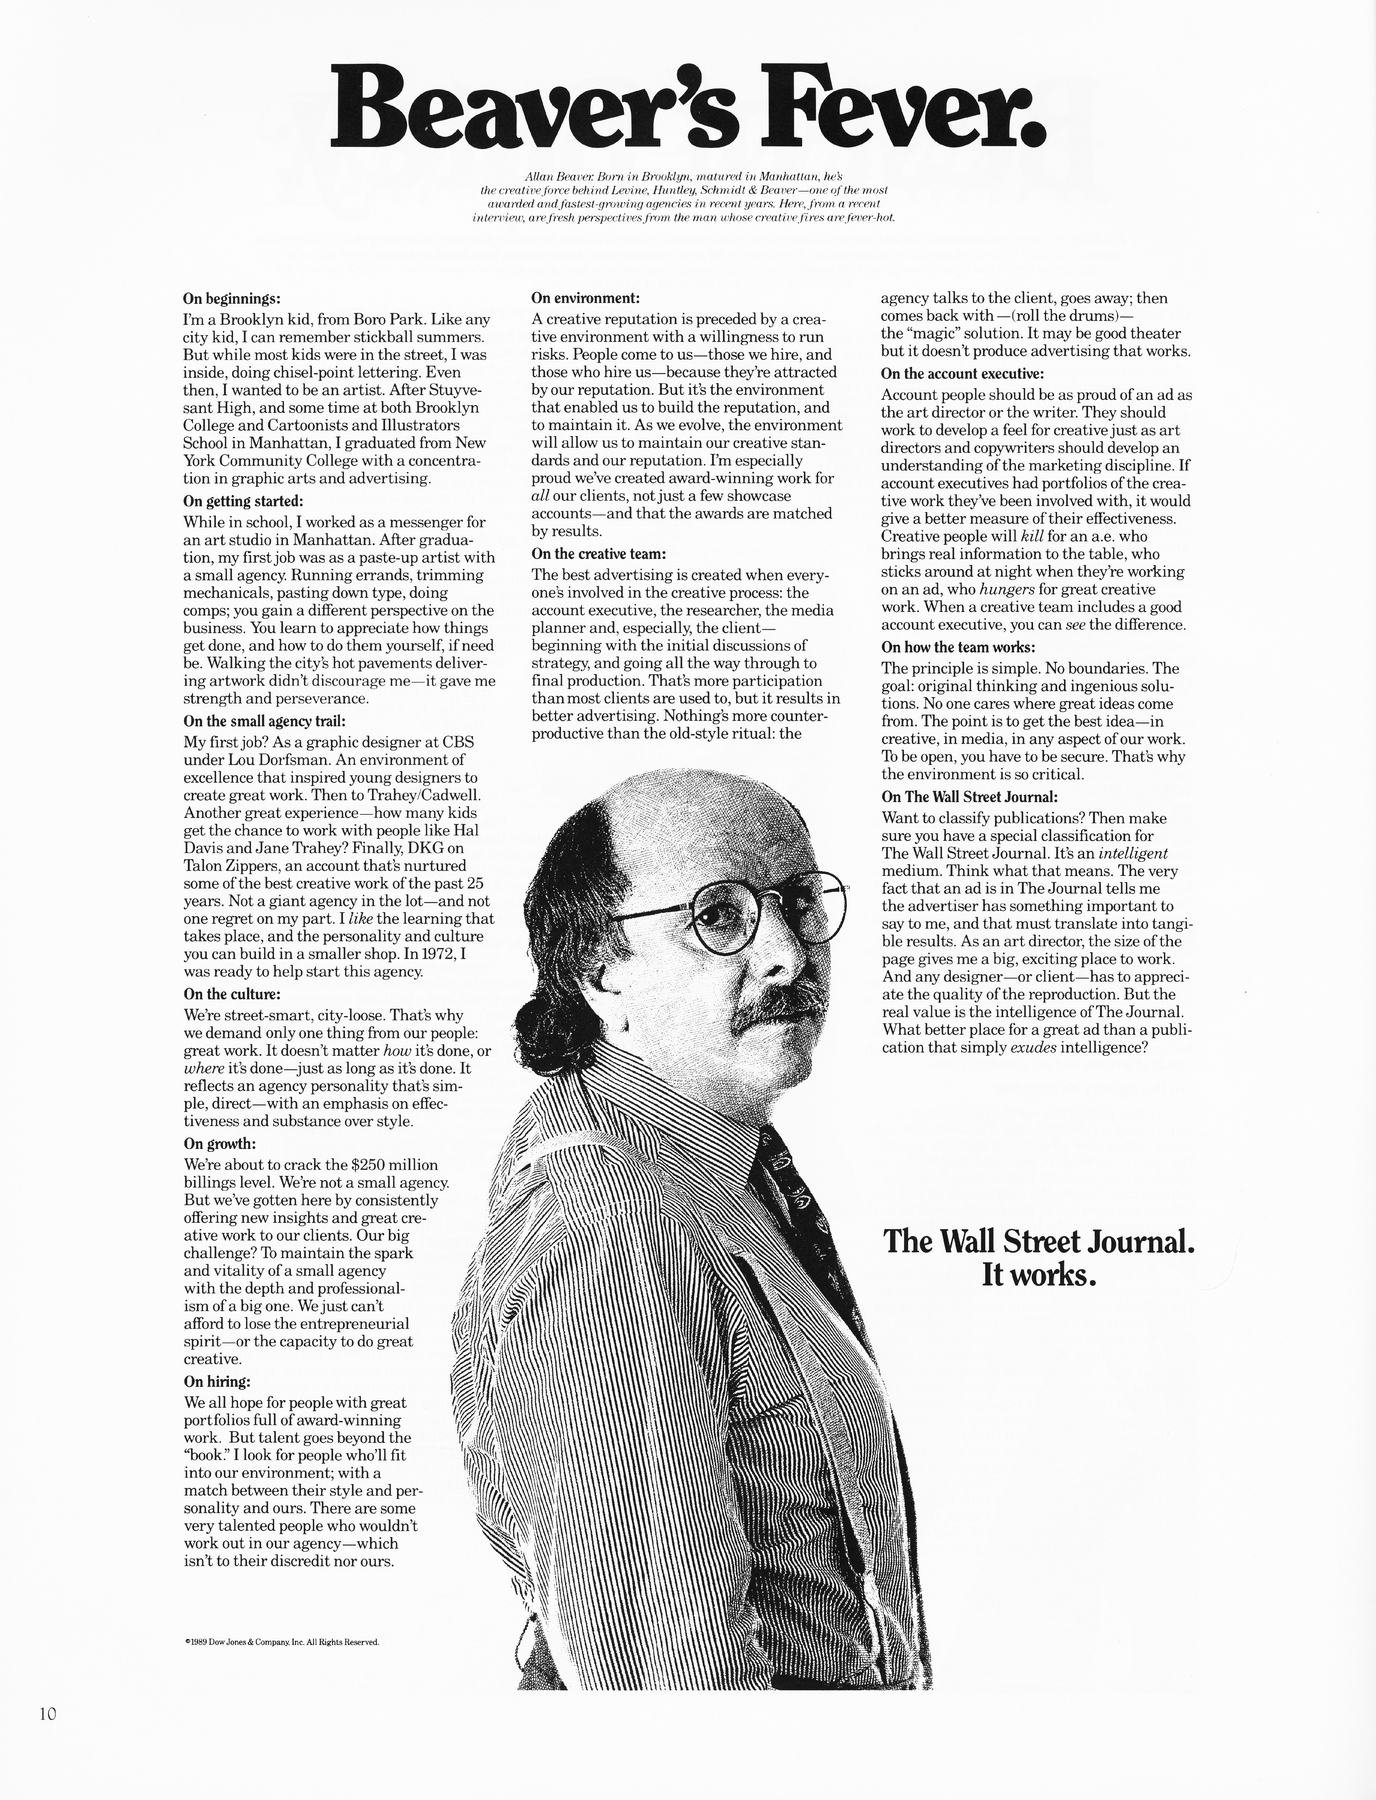 Beaver's Fever.
Allan Beaver. Born in Brooklyn, matured in Manhattan, he's
the creative force behind Levine, Huntley, Schmidt & Beaver—one of the most
awarded and fastest-growing agencies in recent years. Here, from a recent
interview, are fresh perspectives from the man whose creative fires are fever-hot.
On beginnings:
I'm a Brooklyn kid, from Boro Park. Like any
city kid, I can remember stickball summers.
But while most kids were in the street, I was
inside, doing chisel-point lettering. Even
then, I wanted to be an artist. After Stuyve-
sant High, and some time at both Brooklyn
College and Cartoonists and Illustrators
School in Manhattan, I graduated from New
York Community College with a concentra-
tion in graphic arts and advertising.
On getting started:
While in school, I worked as a messenger for
an art studio in Manhattan. After gradua-
tion, my first job was as a paste-up artist with
a small agency. Running errands, trimming
mechanicals, pasting down type, doing
comps; you gain a different perspective on the
business. You learn to appreciate how things
get done, and how to do them yourself, if need
be. Walking the city's hot pavements deliver-
ing artwork didn't discourage me—it gave me
strength and perseverance.
On the small agency trail:
My first job? As a graphic designer at CBS
under Lou Dorfsman. An environment of
excellence that inspired young designers to
create great work. Then to Trahey/Cadwell.
Another great experience—how many kids
get the chance to work with people like Hal
Davis and Jane Trahey? Finally, DKG on
Talon Zippers, an account that's nurtured
some of the best creative work of the past 25
years. Not a giant agency in the lot—and not
one regret on my part. I like the learning that
takes place, and the personality and culture
you can build in a smaller shop. In 1972, I
was ready to help start this agency.
On the culture:
We're street-smart, city-loose. That's why
we demand only one thing from our people:
great work. It doesn't matter how it's done, or
where it's done—just as long as it's done. It
reflects an agency personality that's sim-
ple, direct—with an emphasis on effec-
tiveness and substance over style.
On growth:
We're about to crack the $250 million
billings level. We're not a small agency.
But we've gotten here by consistently
offering new insights and great cre-
ative work to our clients. Our big
challenge? To maintain the spark
and vitality of a small agency
with the depth and professional-
ism of a big one. We just can't
afford to lose the entrepreneurial
spirit—or the capacity to do great
creative.
On hiring:
We all hope for people with great
portfolios full of award-winning
work. But talent goes beyond the
"book." I look for people who'll fit
into our environment; with a
match between their style and per-
sonality and ours. There are some
very talented people who wouldn't
work out in our agency—which
isn't to their discredit nor ours.
On environment:
A creative reputation is preceded by a crea-
tive environment with a willingness to run
risks. People come to us—those we hire, and
those who hire us—because they're attracted
by our reputation. But it's the environment
that enabled us to build the reputation, and
to maintain it. As we evolve, the environment
will allow us to maintain our creative stan-
dards and our reputation. I'm especially
proud we've created award-winning work for
all our clients, not just a few showcase
accounts—and that the awards are matched
by results.
On the creative team:
The best advertising is created when every-
one's involved in the creative process: the
account executive, the researcher, the media
planner and, especially, the client—
beginning with the initial discussions of
strategy, and going all the way through to
final production. That's more participation
than most clients are used to, but it results in
better advertising. Nothing's more counter-
productive than the old-style ritual: the
agency talks to the client, goes away; then
comes back with—(roll the drums)—
the "magic" solution. It may be good theater
but it doesn't produce advertising that works.
On the account executive:
Account people should be as proud of an ad as
the art director or the writer. They should
work to develop a feel for creative just as art
directors and copywriters should develop an
understanding of the marketing discipline. If
account executives had portfolios of the crea-
tive work they've been involved with, it would
give a better measure of their effectiveness.
Creative people will kill for an a.e. who
brings real information to the table, who
sticks around at night when they're working
on an ad, who hungers for great creative
work. When a creative team includes a good
account executive, you can see the difference.
On how the team works:
The principle is simple. No boundaries. The
goal: original thinking and ingenious solu-
tions. No one cares where great ideas come
from. The point is to get the best idea—in
creative, in media, in any aspect of our work.
To be open, you have to be secure. That's why
the environment is so critical.
On The Wall Street Journal:
Want to classify publications? Then make
sure you have a special classification for
The Wall Street Journal. It's an intelligent
medium. Think what that means. The very
fact that an ad is in The Journal tells me
the advertiser has something important to
say to me, and that must translate into tangi-
ble results. As an art director, the size of the
page gives me a big, exciting place to work.
And any designer—or client—has to appreci-
ate the quality of the reproduction. But the
real value is the intelligence of The Journal.
What better place for a great ad than a publi-
cation that simply exudes intelligence?
The Wall Street Journal.
It works.
©1989 Dow Jones & Company, Inc. All Rights Reserved.
10